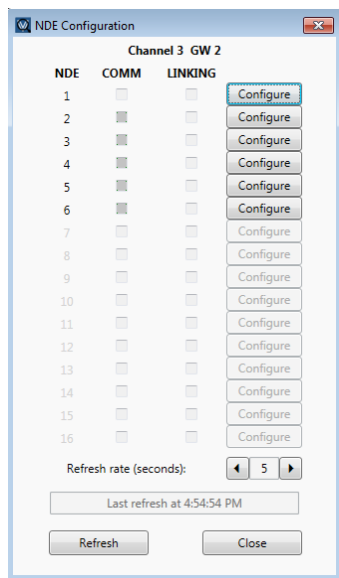 NDE Configuration
Channel 3 GW 2
NDE COMM LINKING
1 Configure
2 Configure
3 Configure
4 Configure
5 Configure
6 Configure
7 Configure
8 Configure
9 Configure
10 Configure
11 Configure
12 Configure
13 Configure
14 Configure
15 Configure
16 Configure
Refresh rate (seconds): 5
Last refresh at 4:54:54 PM
Refresh Close